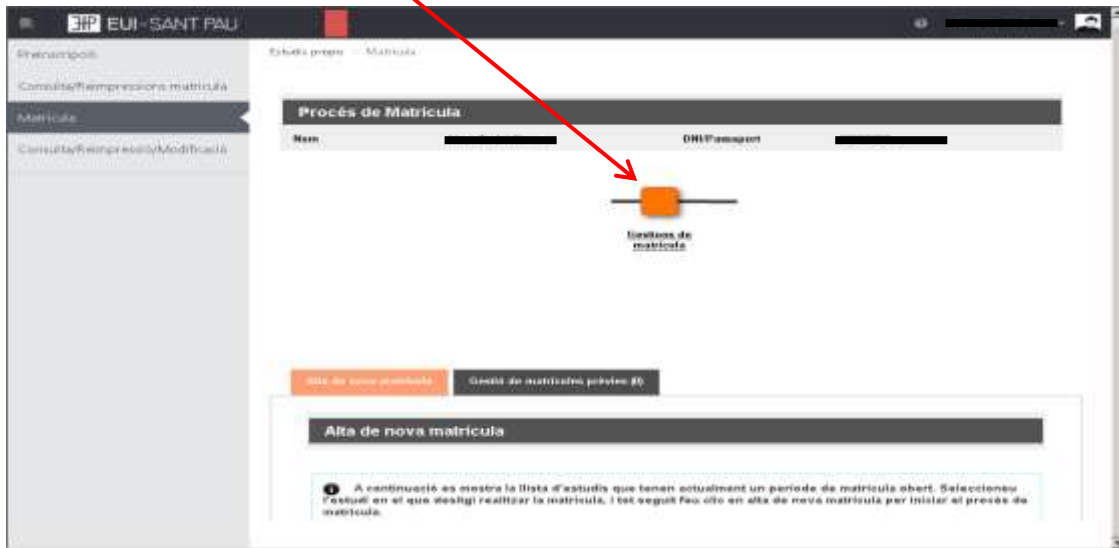 EUI-SANT PAU
Preinscripció
Estudis propis Matrícula
Consulta/Reimpressions matrícula
Matrícula
Procés de Matrícula
Nom DNI/Passaport
Consulta/Reimpressió/Modificació
Gestions de
matrícula
Alta de nova matrícula Gestió de matrícules prèvies (0)
Alta de nova matrícula
A continuació es mostra la llista d'estudis que tenen actualment un període de matrícula obert. Seleccioneu
l'estudi en el que desitgi realitzar la matrícula, i tot seguit feu clic en alta de nova matrícula per iniciar el procés de
matrícula.